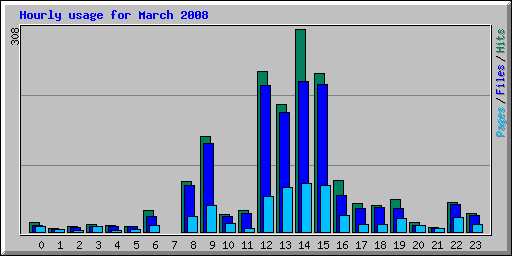 Hourly usage for March 2008
308
Pages / Files / Hits
0 1 2 3 4 5 6 7 8 9 10 11 12 13 14 15 16 17 18 19 20 21 22 23